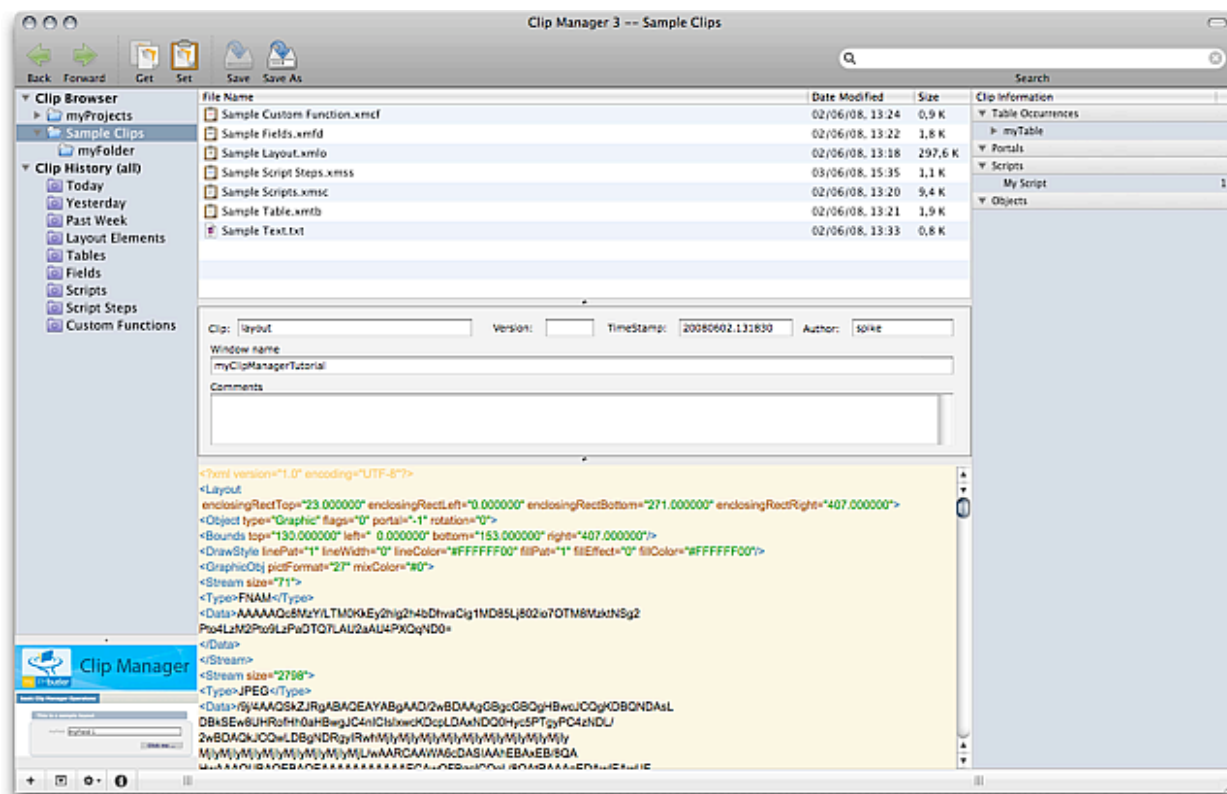 Clip Manager 3 -- Sample Clips
Back Forward Get Set Save Save As Search
Clip Browser
myProjects
Sample Clips
myFolder
Clip History (all)
Today
Yesterday
Past Week
Layout Elements
Tables
Fields
Scripts
Script Steps
Custom Functions
File Name Date Modified Size
Sample Custom Function.xmcf 02/06/08, 13:24 0,9 K
Sample Fields.xmfd 02/06/08, 13:22 1,8 K
Sample Layout.xmlo 02/06/08, 13:18 297,6 K
Sample Script Steps.xmss 03/06/08, 15:35 1,1 K
Sample Scripts.xmsc 02/06/08, 13:20 9,4 K
Sample Table.xmtb 02/06/08, 13:21 1,9 K
Sample Text.txt 02/06/08, 13:33 0,8 K
Clip Information
Table Occurrences
myTable
Portals
Scripts
My Script 1
Objects
Clip: layout Version: TimeStamp: 20080602.131830 Author: spike
Window name
myClipManagerTutorial
Comments
<?xml version="1.0" encoding="UTF-8"?>
<Layout
enclosingRectTop="23.000000" enclosingRectLeft="0.000000" enclosingRectBottom="271.000000" enclosingRectRight="407.000000">
<Object type="Graphic" flags="0" portal="-1" rotation="0">
<Bounds top="130.000000" left=" 0.000000" bottom="153.000000" right="407.000000"/>
<DrawStyle linePat="1" lineWidth="0" lineColor="#FFFFFF00" fillPat="1" fillEffect="0" fillColor="#FFFFFF00"/>
<GraphicObj pictFormat="27" mixColor="#0">
<Stream size="71">
<Type>FNAM</Type>
<Data>
</Data>
</Stream>
<Stream size="2798">
<Type>JPEG</Type>
<Data>
Clip Manager
This is a sample layout